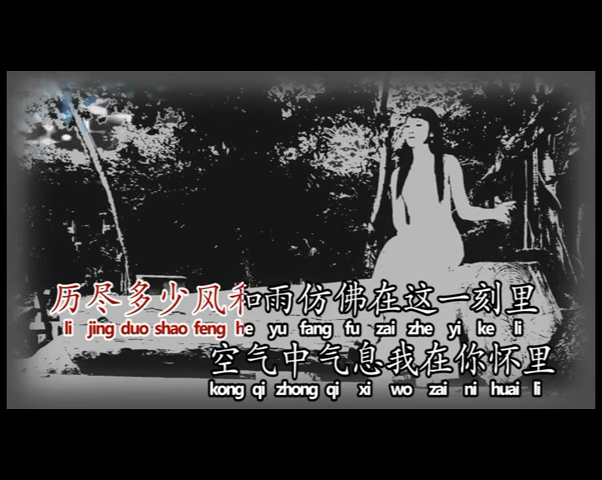 历尽多少风和雨仿佛在这一刻里
li jing duo shao feng he yu fang fu zai zhe yi ke li
空气中气息我在你怀里
kong qi zhong qi xi wo zai ni huai li